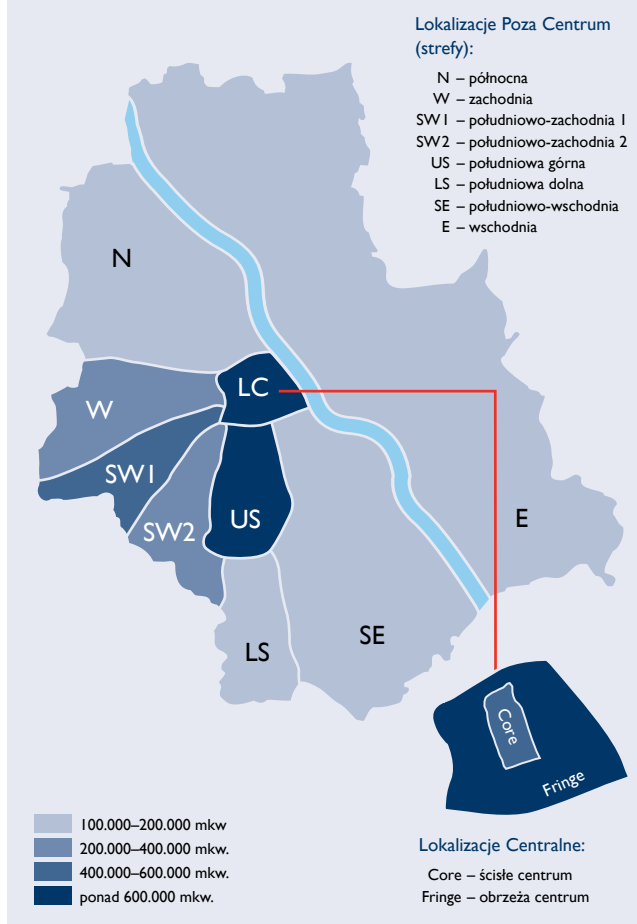 Lokalizacje Poza Centrum
(strefy):
N – północna
W – zachodnia
SW1 – południowo-zachodnia 1
SW2 – południowo-zachodnia 2
US – południowa górna
LS – południowa dolna
SE – południowo-wschodnia
E – wschodnia
N
LC
W
SW1
SW2
US
E
SE
LS
Core
Fringe
100.000–200.000 mkw
200.000–400.000 mkw.
400.000–600.000 mkw.
ponad 600.000 mkw.
Lokalizacje Centralne:
Core – ścisłe centrum
Fringe – obrzeża centrum